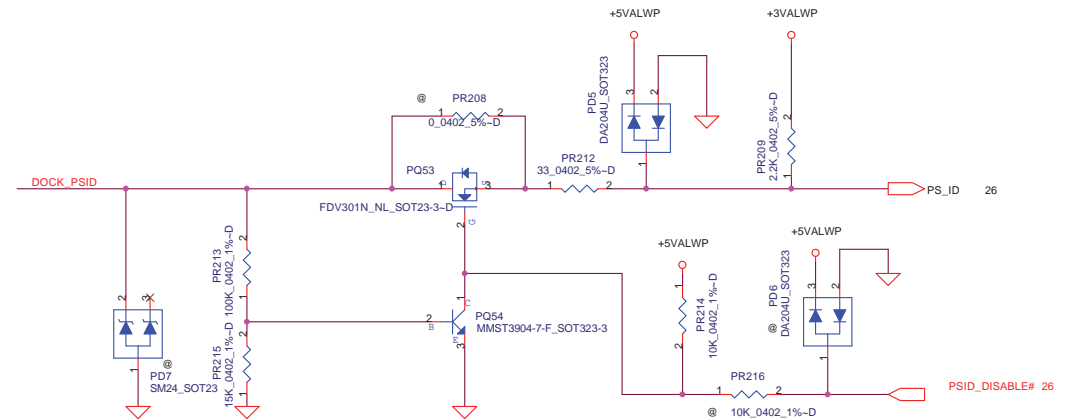 +5VALWP
+3VALWP
@
PR208
1
2
0_0402_5%~D
PD5
DA204U_SOT323
3
2
1
PR209
2.2K_0402_5%~D
2
1
DOCK_PSID
PQ53
D
1
3
S
G
2
FDV301N_NL_SOT23-3~D
PR212
1
2
33_0402_5%~D
PS_ID
26
PR213
100K_0402_1%~D
2
1
+5VALWP
+5VALWP
PR214
10K_0402_1%~D
1
2
@
PD6
DA204U_SOT323
3
2
1
2
3
1
@
PD7
SM24_SOT23
PR215
15K_0402_1%~D
2
1
2
B
1
C
E
3
PQ54
MMST3904-7-F_SOT323-3
PR216
1
2
@
10K_0402_1%~D
PSID_DISABLE# 26